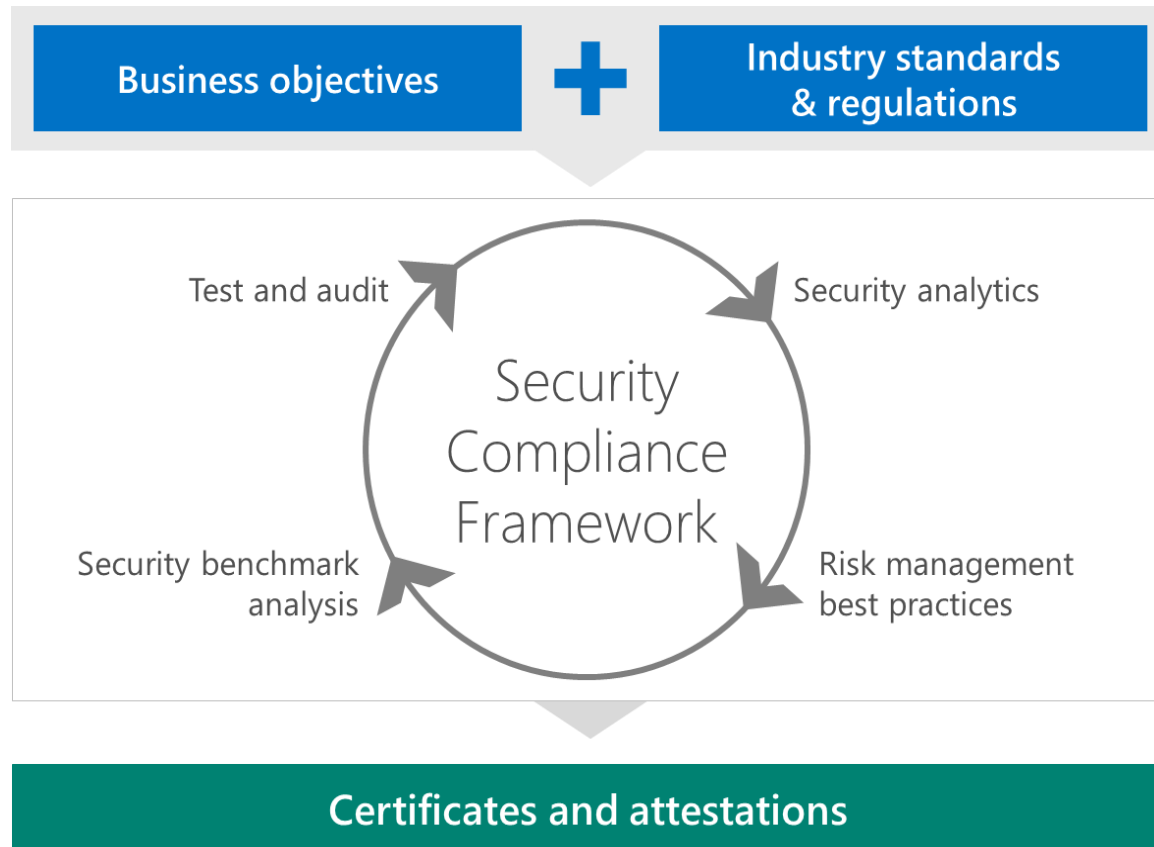 Business objectives
Industry standards
& regulations
Test and audit
Security analytics
Security
Compliance
Framework
Security benchmark
analysis
Risk management
best practices
Certificates and attestations